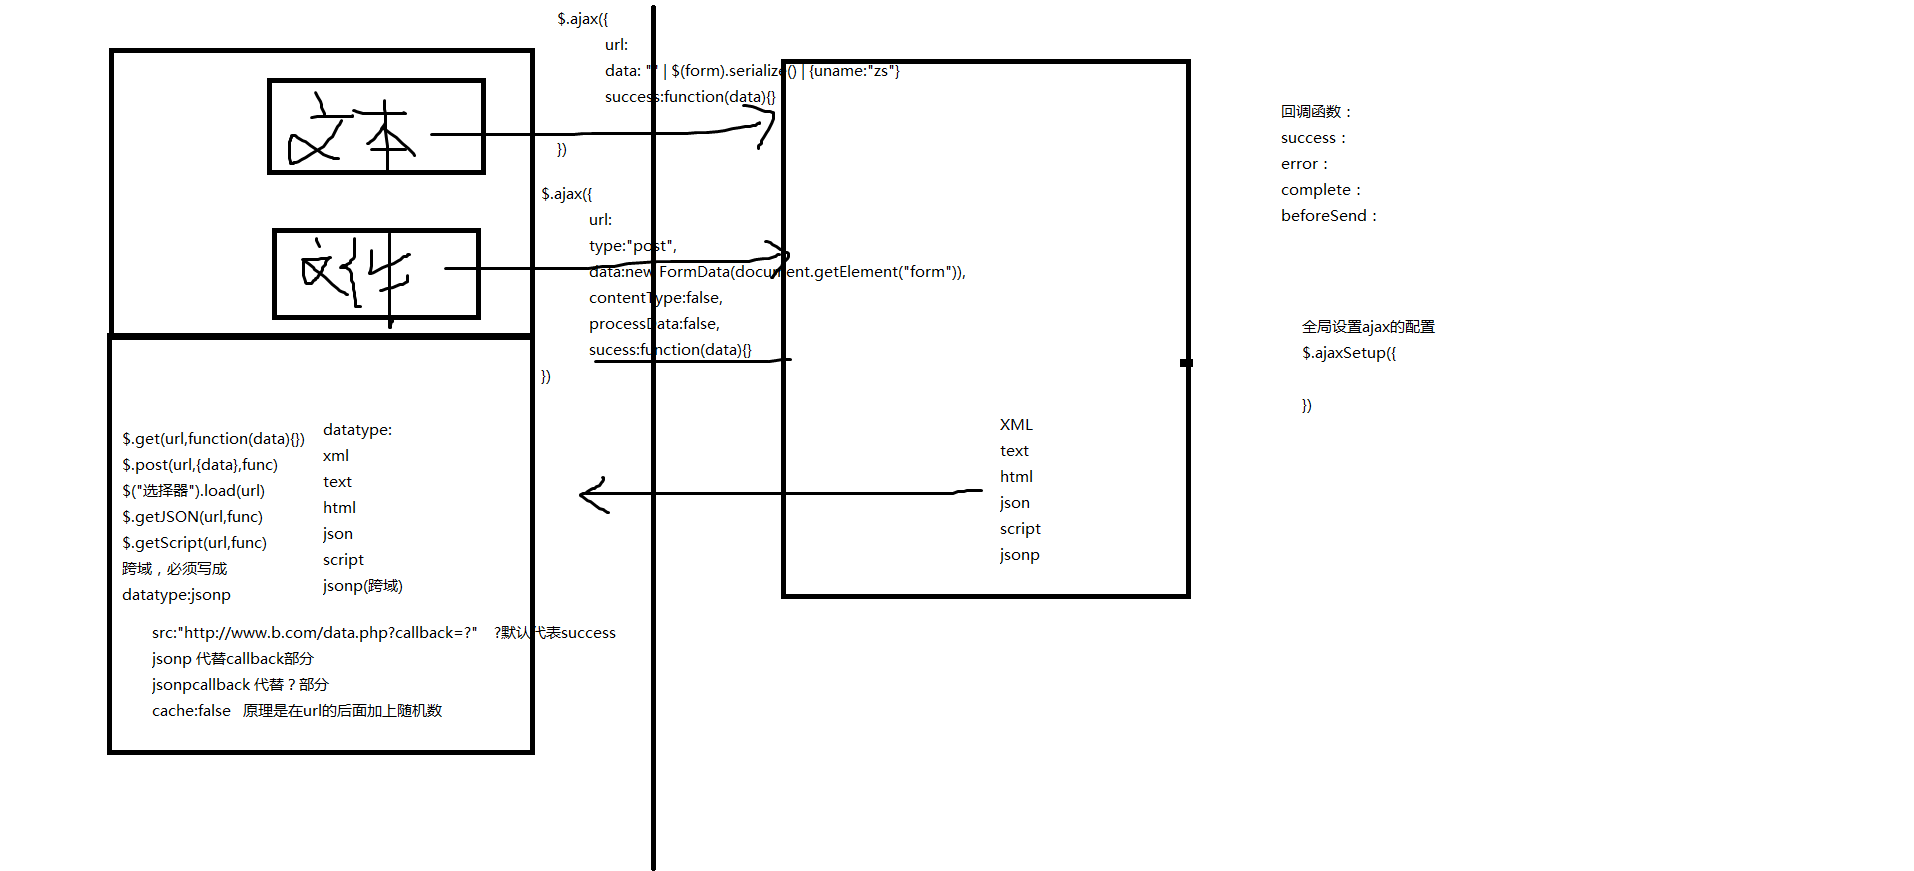 $.ajax({
url:
data: "" | $(form).serialize() | {uname:"zs"}
success:function(data){}
})
文本
$.ajax({
url:
type:"post",
data:new FormData(document.getElement("form")),
contentType:false,
processData:false,
sucess:function(data){}
})
文件
$.get(url,function(data){})
$.post(url,{data},func)
$("选择器").load(url)
$.getJSON(url,func)
$.getScript(url,func)
跨域，必须写成
datatype:jsonp
datatype:
xml
text
html
json
script
jsonp(跨域)
src:"http://www.b.com/data.php?callback=?" ?默认代表success
jsonp 代替callback部分
jsonpcallback 代替？部分
cache:false 原理是在url的后面加上随机数
XML
text
html
json
script
jsonp
回调函数：
success：
error：
complete：
beforeSend：
全局设置ajax的配置
$.ajaxSetup({
})